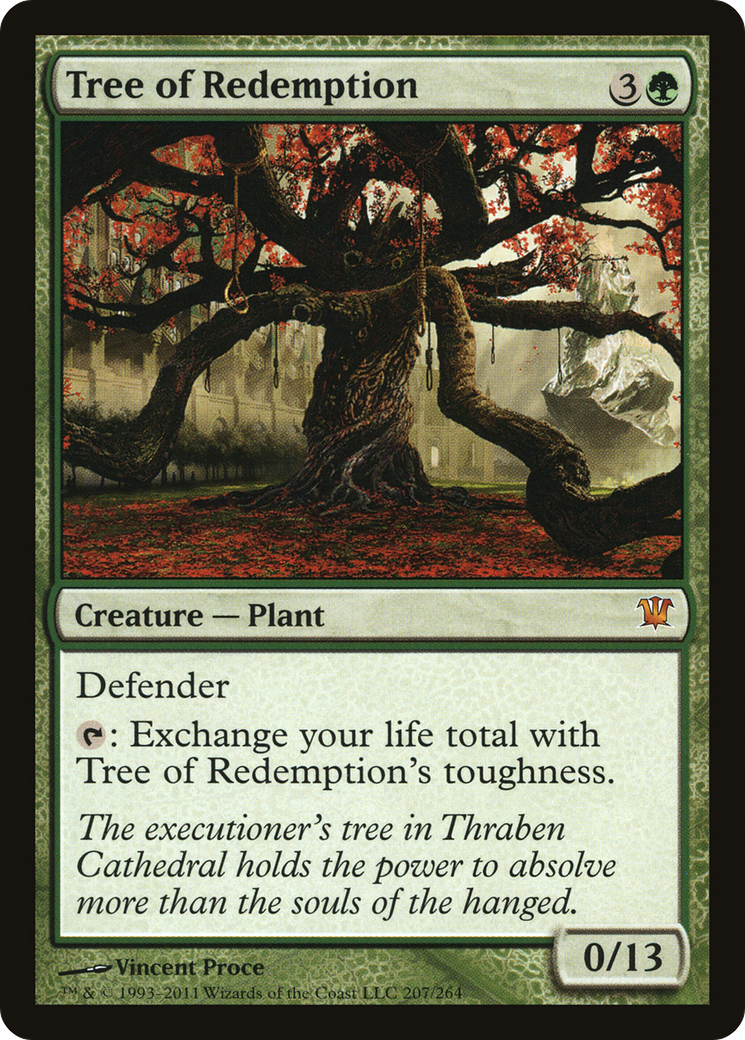 Tree of Redemption 3
Creature — Plant
Defender
: Exchange your life total with
Tree of Redemption's toughness.
The executioner's tree in Thraben
Cathedral holds the power to absolve
more than the souls of the hanged.
0/13
Vincent Proce
™ & © 1993–2011 Wizards of the Coast LLC 207/264